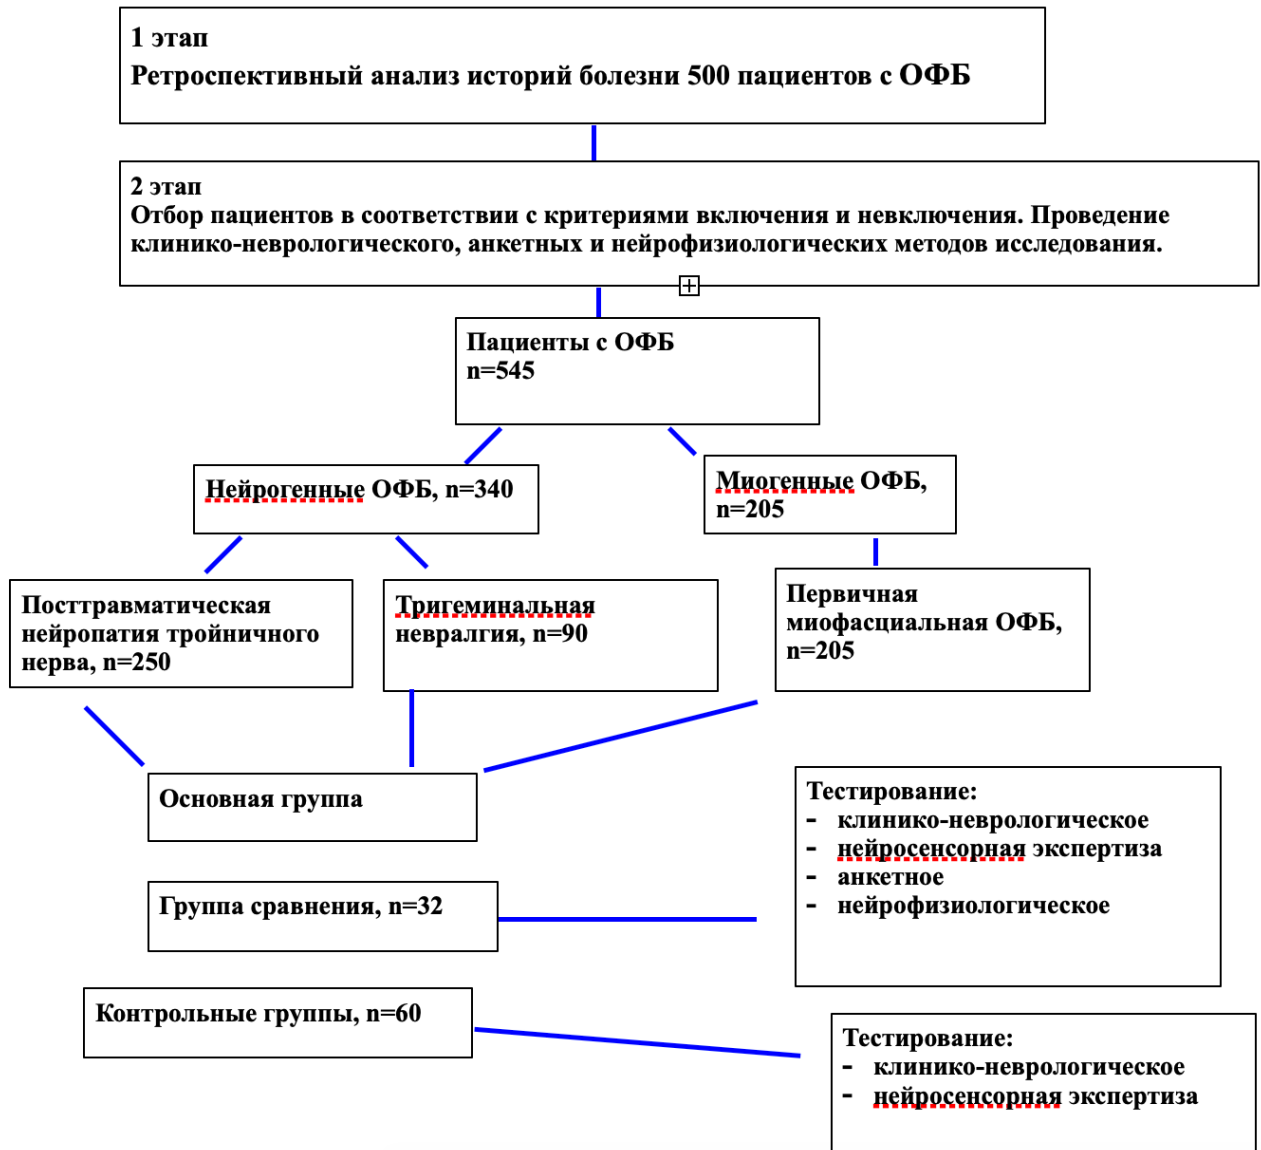 1 этап
Ретроспективный анализ историй болезни 500 пациентов с ОФБ
2 этап
Отбор пациентов в соответствии с критериями включения и невключения. Проведение
клинико-неврологического, анкетных и нейрофизиологических методов исследования.
Пациенты с ОФБ
n=545
Нейрогенные ОФБ, n=340
Миогенные ОФБ,
n=205
Посттравматическая
нейропатия тройничного
нерва, n=250
Тригеминальная
невралгия, n=90
Первичная
миофасциальная ОФБ,
n=205
Основная группа
Группа сравнения, n=32
Тестирование:
- клинико-неврологическое
- нейросенсорная экспертиза
- анкетное
- нейрофизиологическое
Контрольные группы, n=60
Тестирование:
- клинико-неврологическое
- нейросенсорная экспертиза